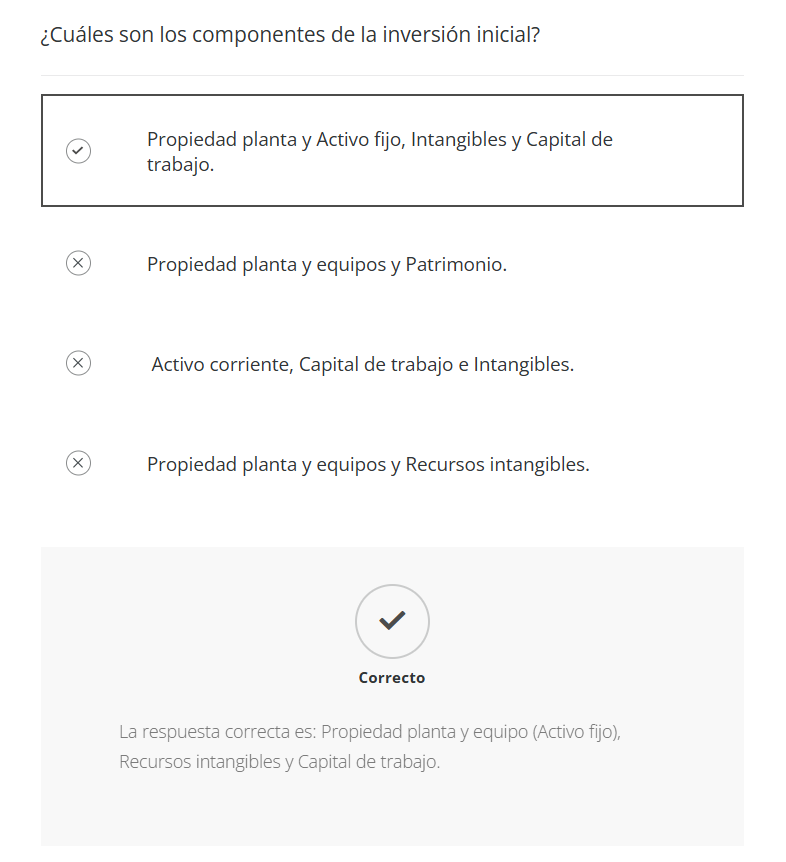 ¿Cuáles son los componentes de la inversión inicial?
Propiedad planta y Activo fijo, Intangibles y Capital de
trabajo.
Propiedad planta y equipos y Patrimonio.
Activo corriente, Capital de trabajo e Intangibles.
Propiedad planta y equipos y Recursos intangibles.
Correcto
La respuesta correcta es: Propiedad planta y equipo (Activo fijo),
Recursos intangibles y Capital de trabajo.